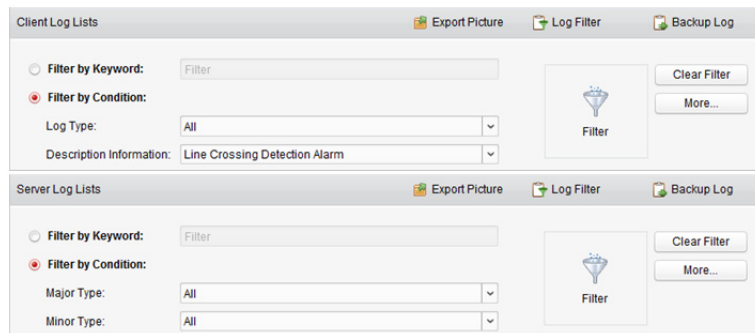 Client Log Lists Export Picture Log Filter Backup Log
Filter by Keyword: Filter Clear Filter
Filter by Condition: More...
Log Type: All Filter
Description Information: Line Crossing Detection Alarm
Server Log Lists Export Picture Log Filter Backup Log
Filter by Keyword: Filter Clear Filter
Filter by Condition: More...
Major Type: All Filter
Minor Type: All